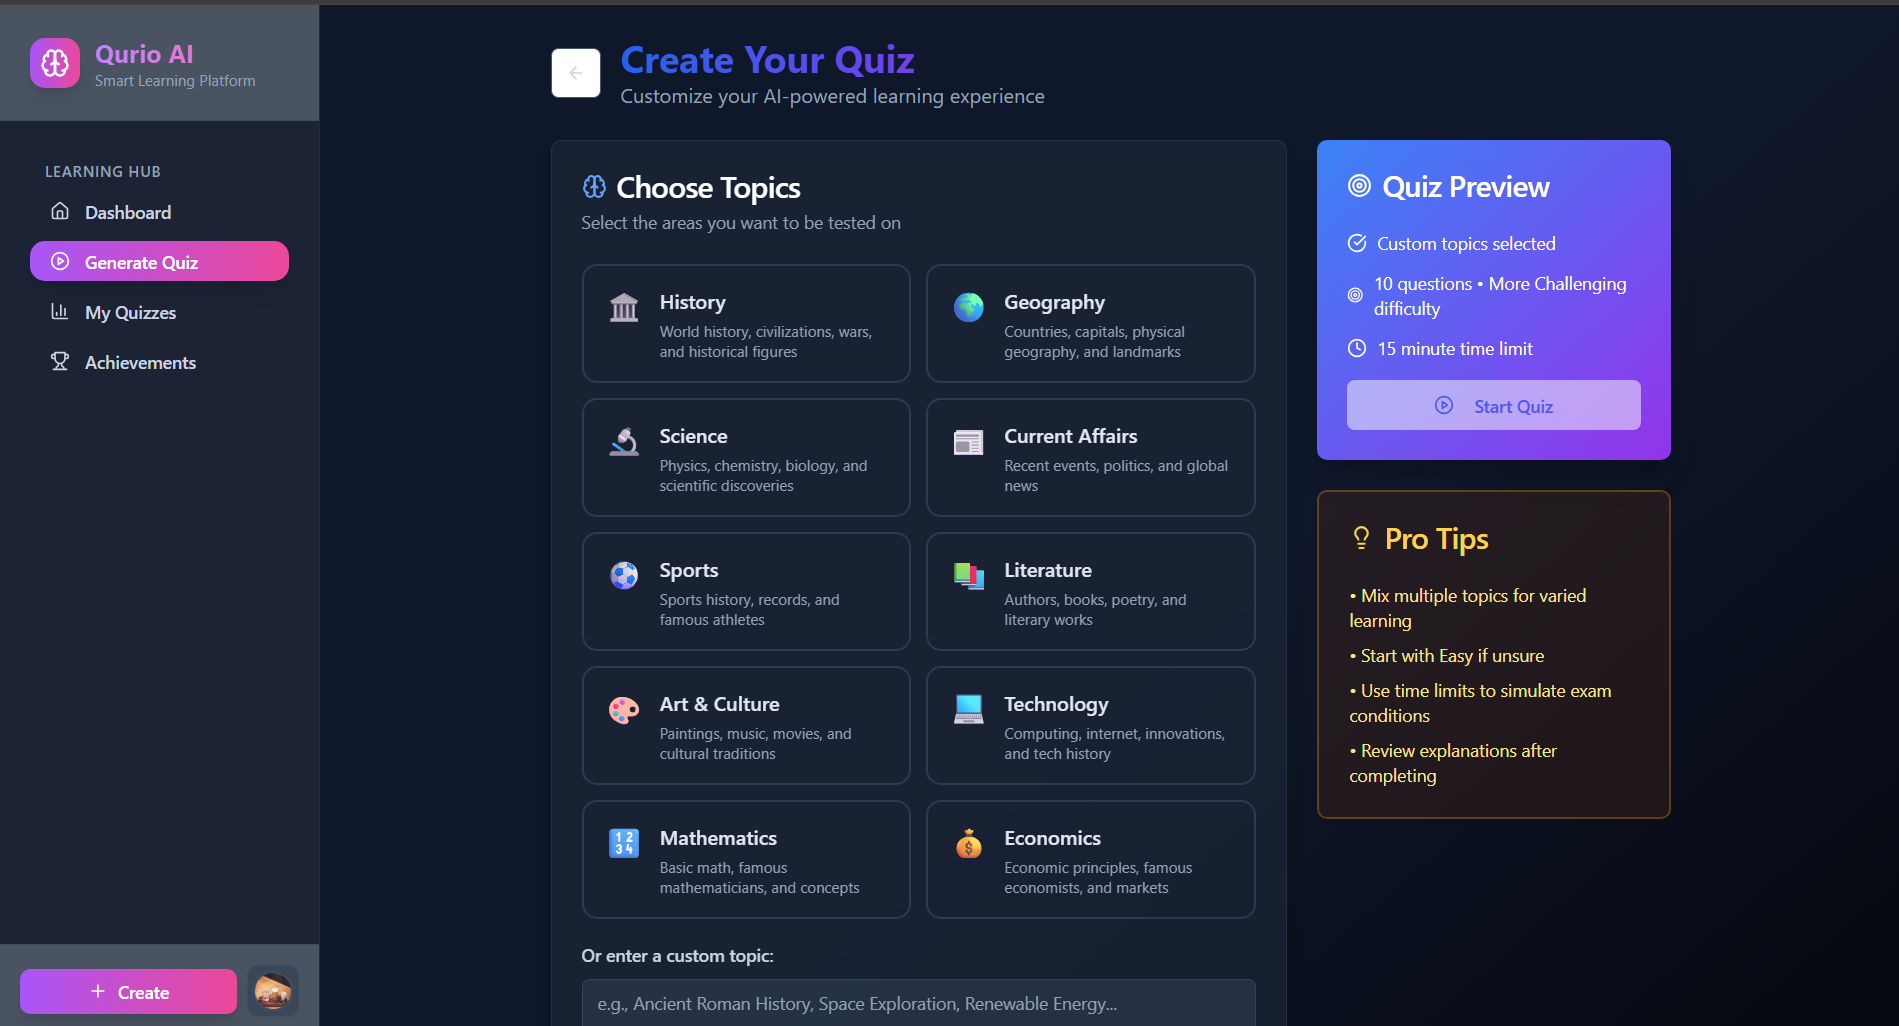 Qurio AI
Smart Learning Platform
LEARNING HUB
Dashboard
Generate Quiz
My Quizzes
Achievements
Create
Create Your Quiz
Customize your AI-powered learning experience
Choose Topics
Select the areas you want to be tested on
History
World history, civilizations, wars,
and historical figures
Geography
Countries, capitals, physical
geography, and landmarks
Science
Physics, chemistry, biology, and
scientific discoveries
Current Affairs
Recent events, politics, and global
news
Sports
Sports history, records, and
famous athletes
Literature
Authors, books, poetry, and
literary works
Art & Culture
Paintings, music, movies, and
cultural traditions
Technology
Computing, internet, innovations,
and tech history
1 2
3 4
Mathematics
Basic math, famous
mathematicians, and concepts
$
Economics
Economic principles, famous
economists, and markets
Or enter a custom topic:
e.g., Ancient Roman History, Space Exploration, Renewable Energy...
Quiz Preview
Custom topics selected
10 questions • More Challenging
difficulty
15 minute time limit
Start Quiz
Pro Tips
• Mix multiple topics for varied
learning
• Start with Easy if unsure
• Use time limits to simulate exam
conditions
• Review explanations after
completing